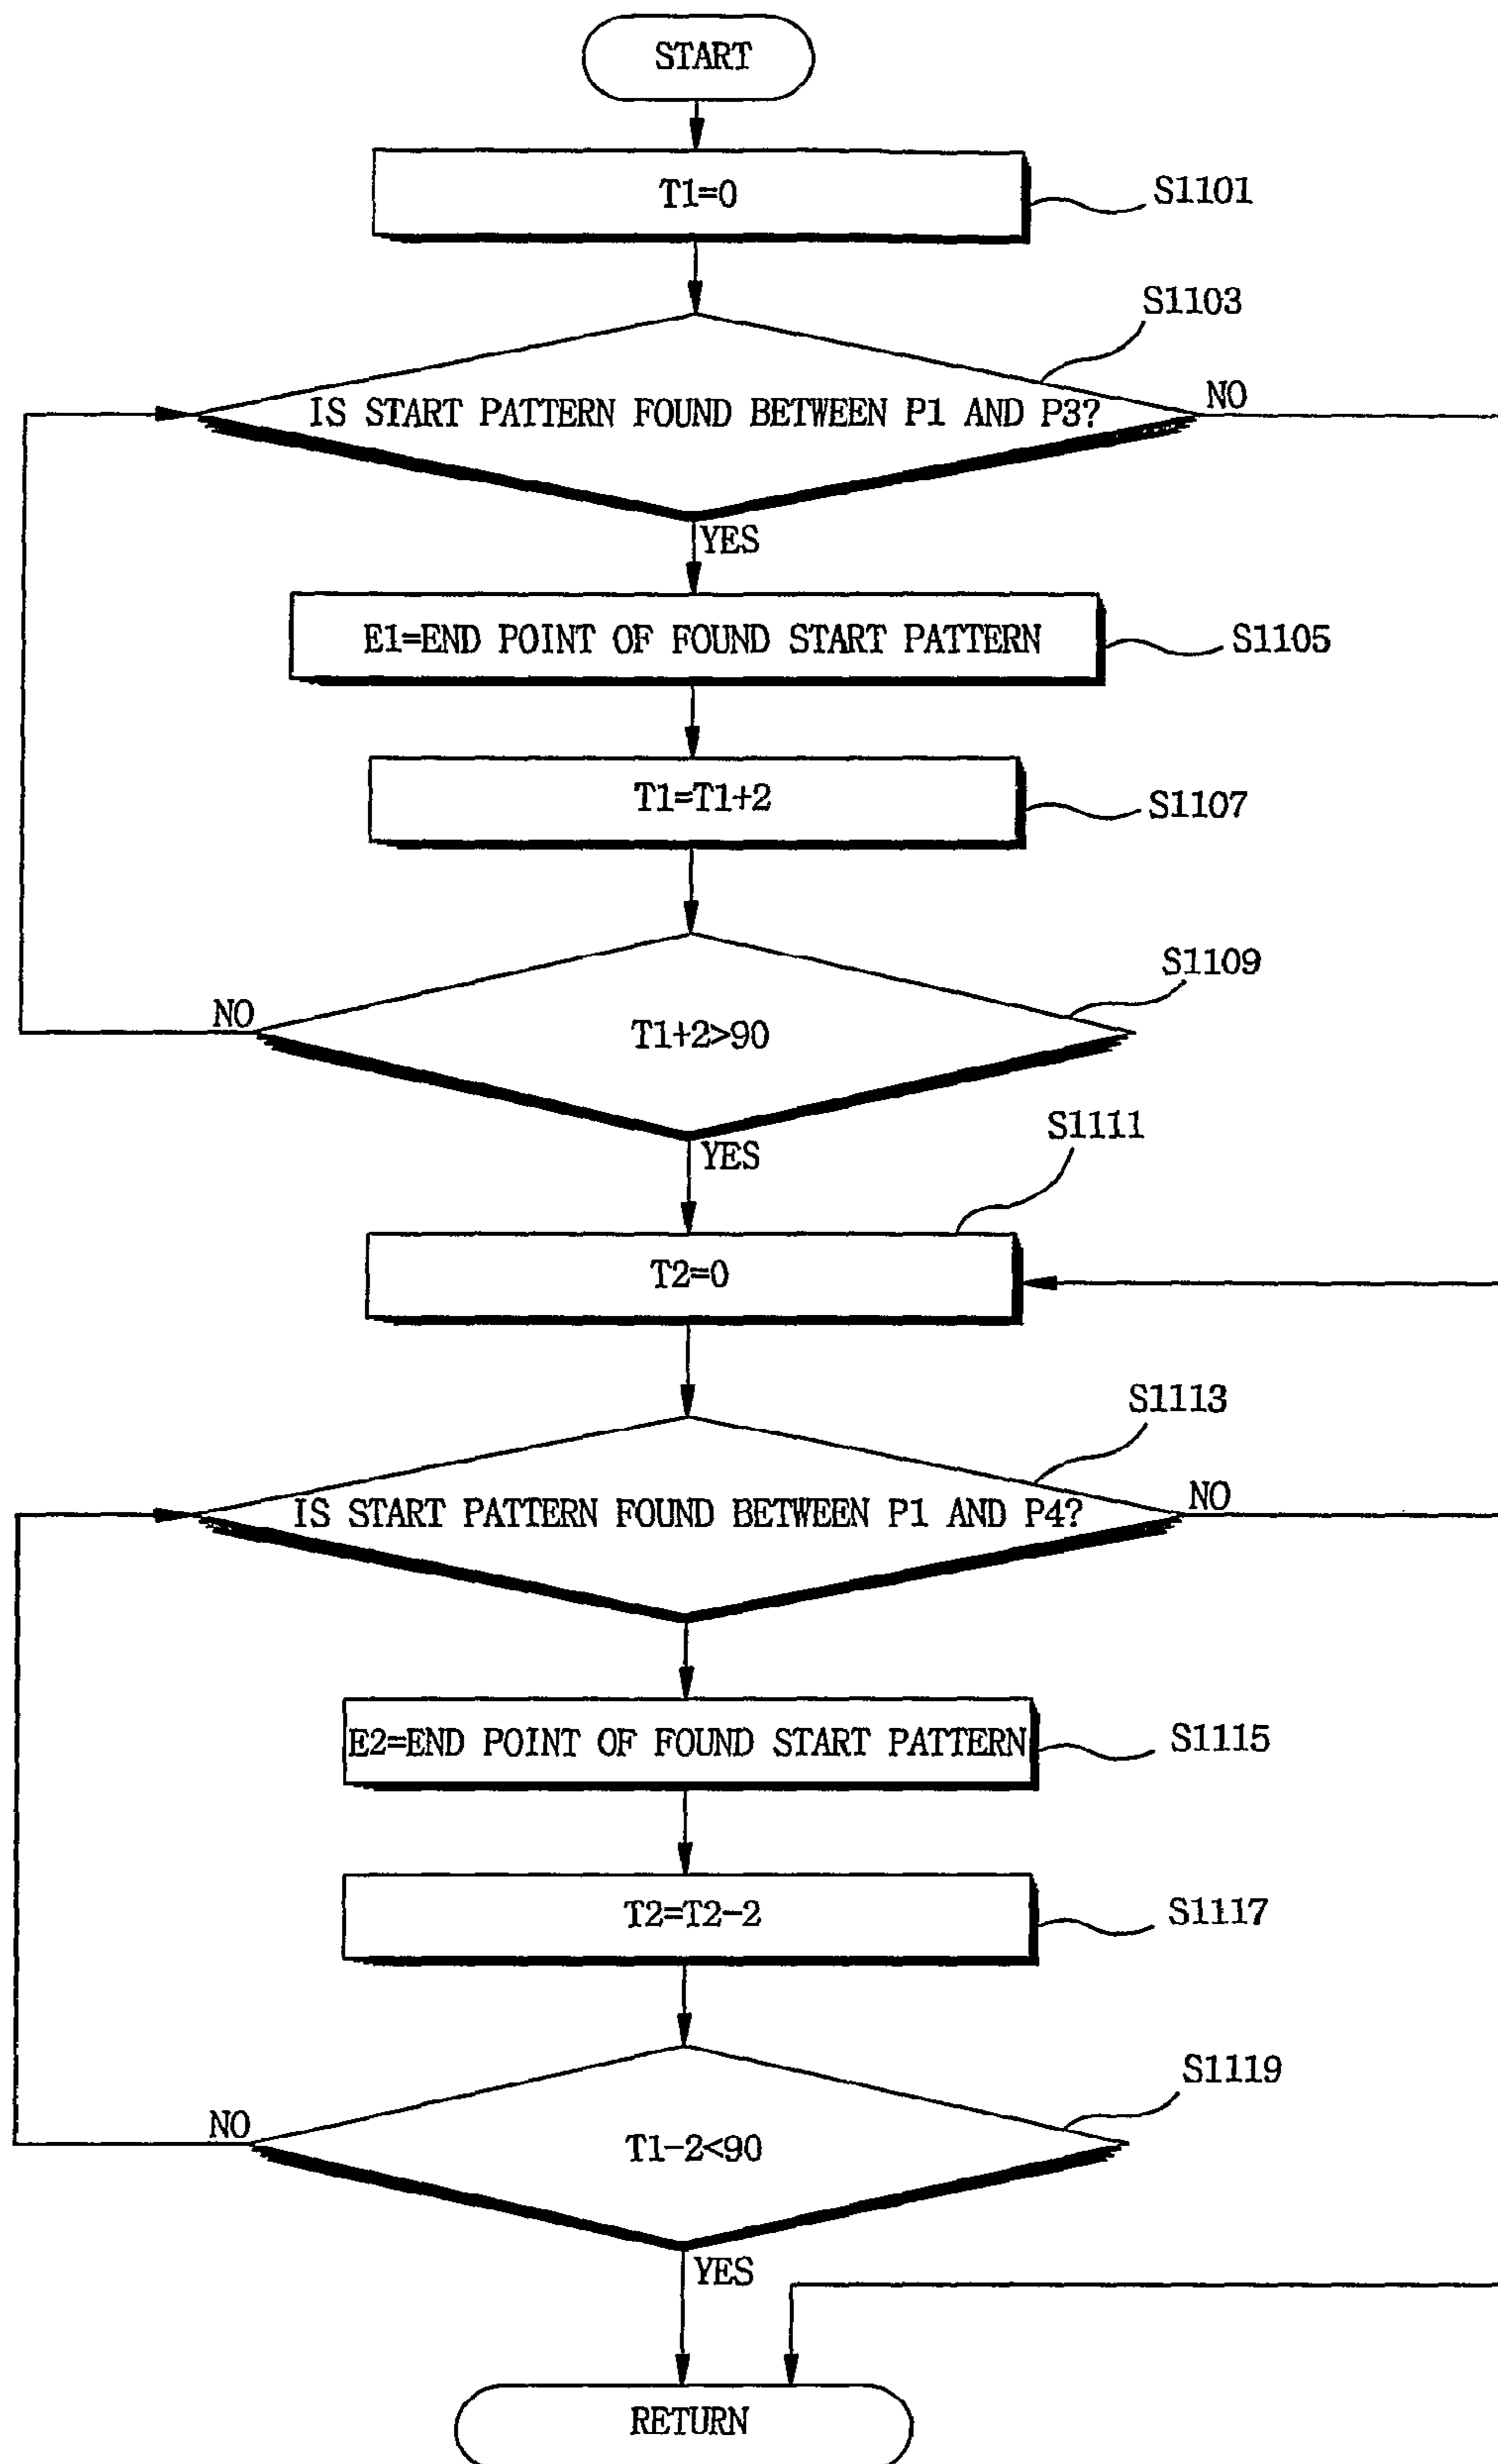 START
T1=0
S1101
S1103
IS START PATTERN FOUND BETWEEN P1 AND P3?
NO
YES
E1=END POINT OF FOUND START PATTERN
S1105
T1=T1+2
S1107
S1109
NO
T1+2>90
S1111
YES
T2=0
S1113
IS START PATTERN FOUND BETWEEN P1 AND P4?
NO
E2=END POINT OF FOUND START PATTERN
S1115
T2=T2-2
S1117
S1119
NO
T1-2<90
YES
RETURN